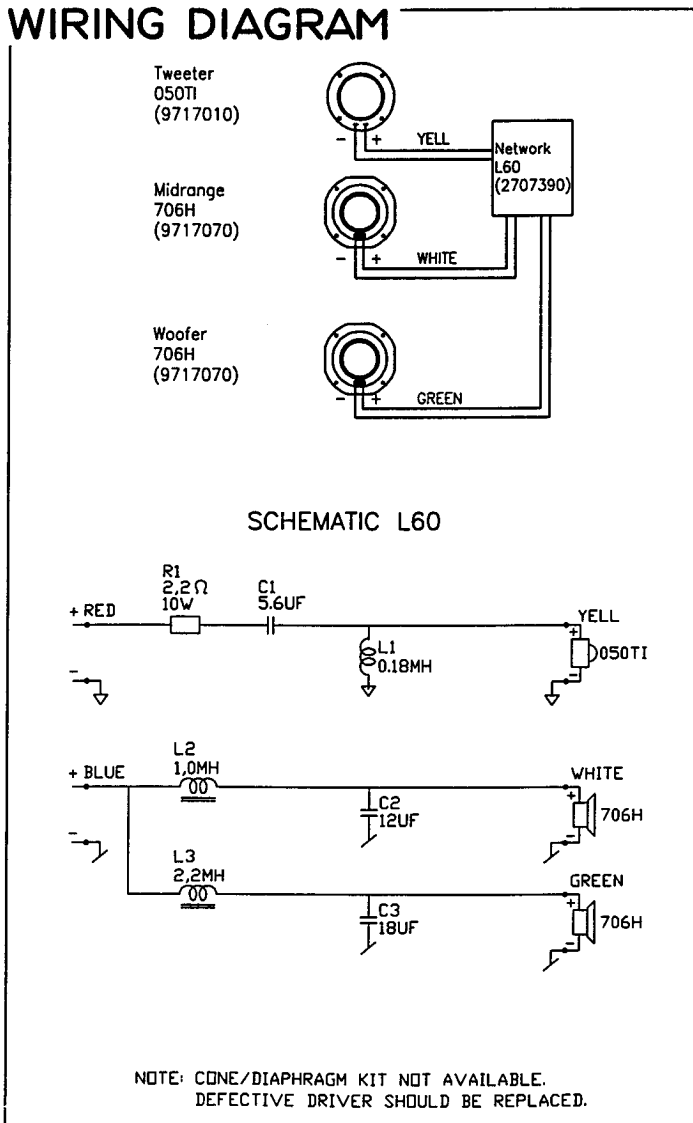 WIRING DIAGRAM
Tweeter
050TI
(9717010)
- +
YELL
Network
L60
(2707390)
Midrange
706H
(9717070)
- +
WHITE
Woofer
706H
(9717070)
- +
GREEN
SCHEMATIC L60
R1
2,2Ω
10W
C1
5.6UF
+ RED
YELL
+
L1
0.18MH
050TI
-
-
L2
1,0MH
+ BLUE
WHITE
+
C2
12UF
706H
-
-
L3
2,2MH
GREEN
+
C3
18UF
706H
-
NOTE: CONE/DIAPHRAGM KIT NOT AVAILABLE.
DEFECTIVE DRIVER SHOULD BE REPLACED.